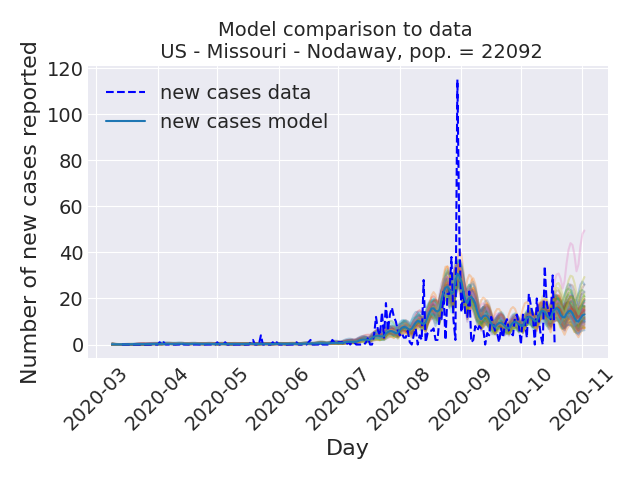 Model comparison to data
US - Missouri - Nodaway, pop. = 22092
Number of new cases reported
120
100
80
60
40
20
0
new cases data
new cases model
2020-03
2020-04
2020-05
2020-06
2020-07
2020-08
2020-09
2020-10
2020-11
Day